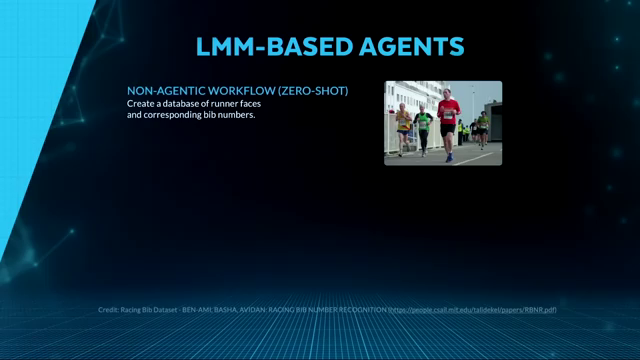 LMM-BASED AGENTS
NON-AGENTIC WORKFLOW (ZERO-SHOT)
Create a database of runner faces
and corresponding bib numbers.
Credit: Racing Bib Dataset - BEN-AMI, BASHA, AVIDAN: RACING BIB NUMBER RECOGNITION (https://people.csail.mit.edu/talidekel/papers/RBNR.pdf)